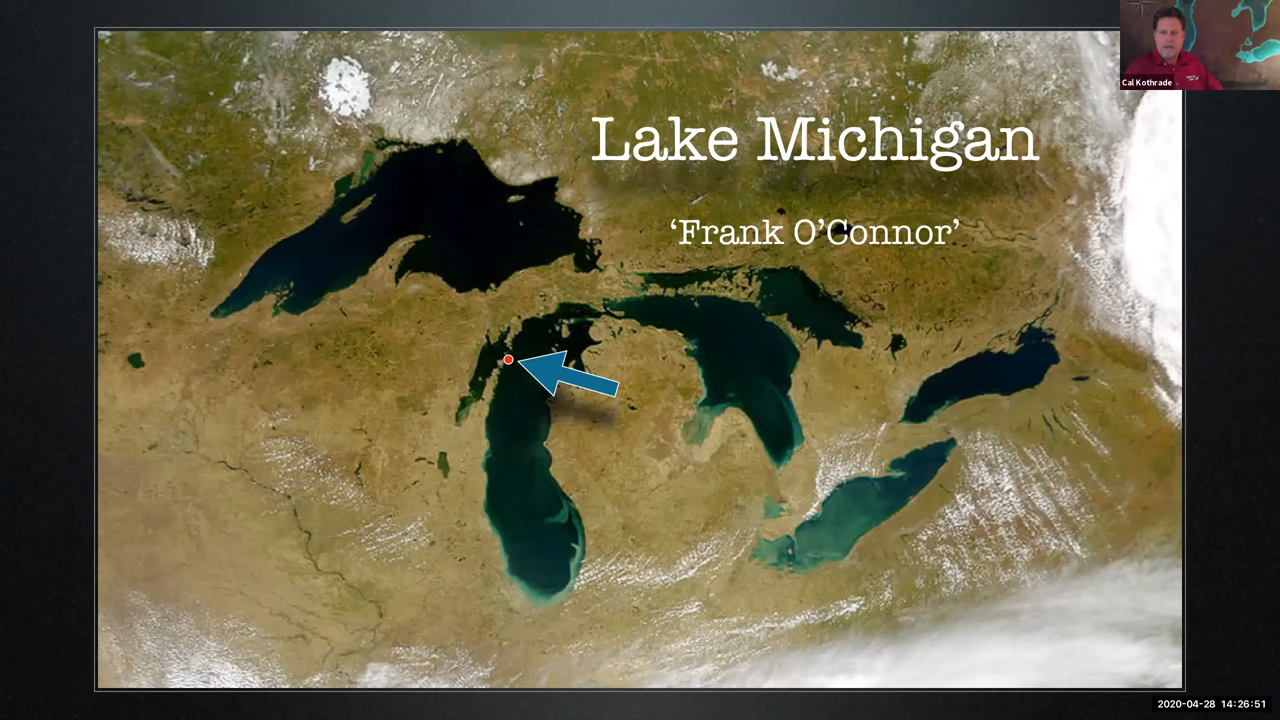 Lake Michigan
‘Frank O’Connor’
Cal Kothrade
2020-04-28 14:26:51